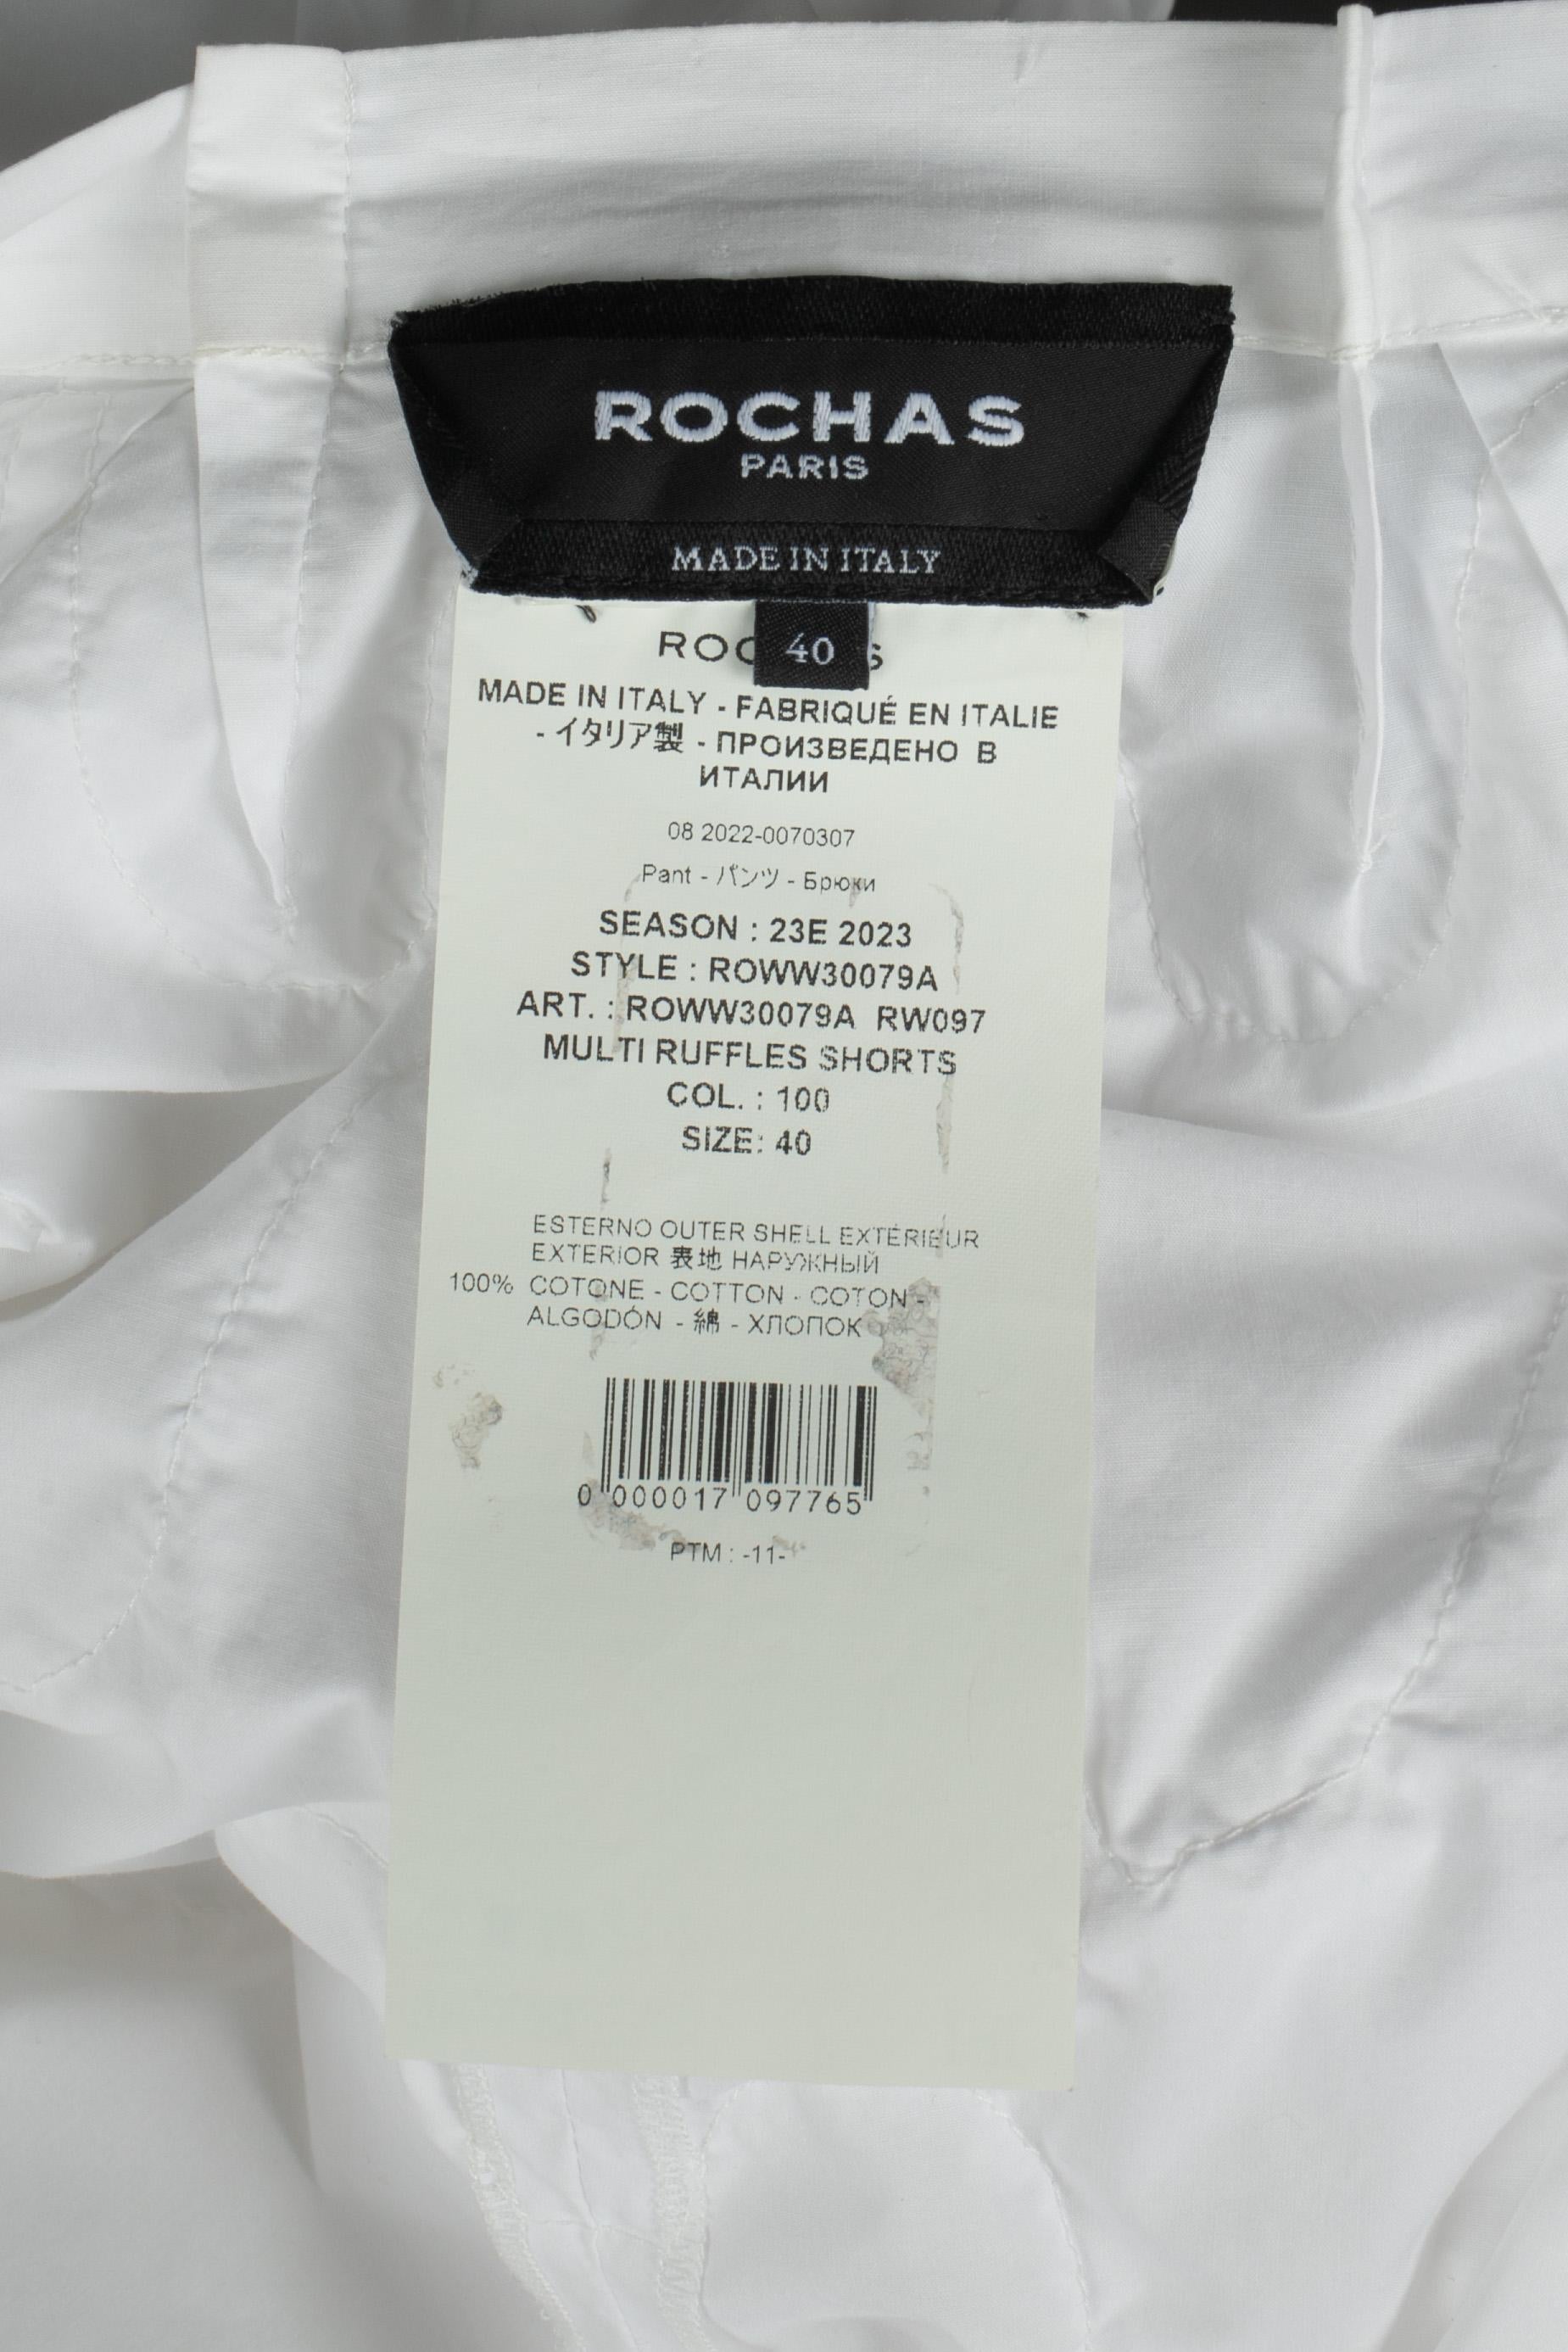 ROCHAS
PARIS
MADE IN ITALY
40
MADE IN ITALY - FABRIQUÉ EN ITALIE
- イタリア製 - ПРОИЗВЕДЕНО В
ИТАЛИИ
08 2022-0070307
Pant - パンツ - Брюки
SEASON : 23E 2023
STYLE : ROWW30079A
ART. : ROWW30079A RW097
MULTI RUFFLES SHORTS
COL. : 100
SIZE: 40
ESTERNO OUTER SHELL EXTÉRIEUR
EXTERIOR 表地 НАРУЖНЫЙ
100% COTONE - COTTON - COTON -
ALGODÓN - 綿 - ХЛОПОК
0 000017 097765
PTM : -11-